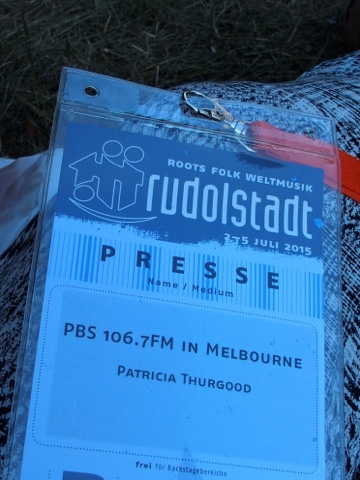 ROOTS FOLK WELTMUSIK
rudolstadt
2-5 JULI 2015
PRESSE
Name / Medium
PBS 106.7FM IN MELBOURNE
PATRICIA THURGOOD
frei für Backstagebereiche